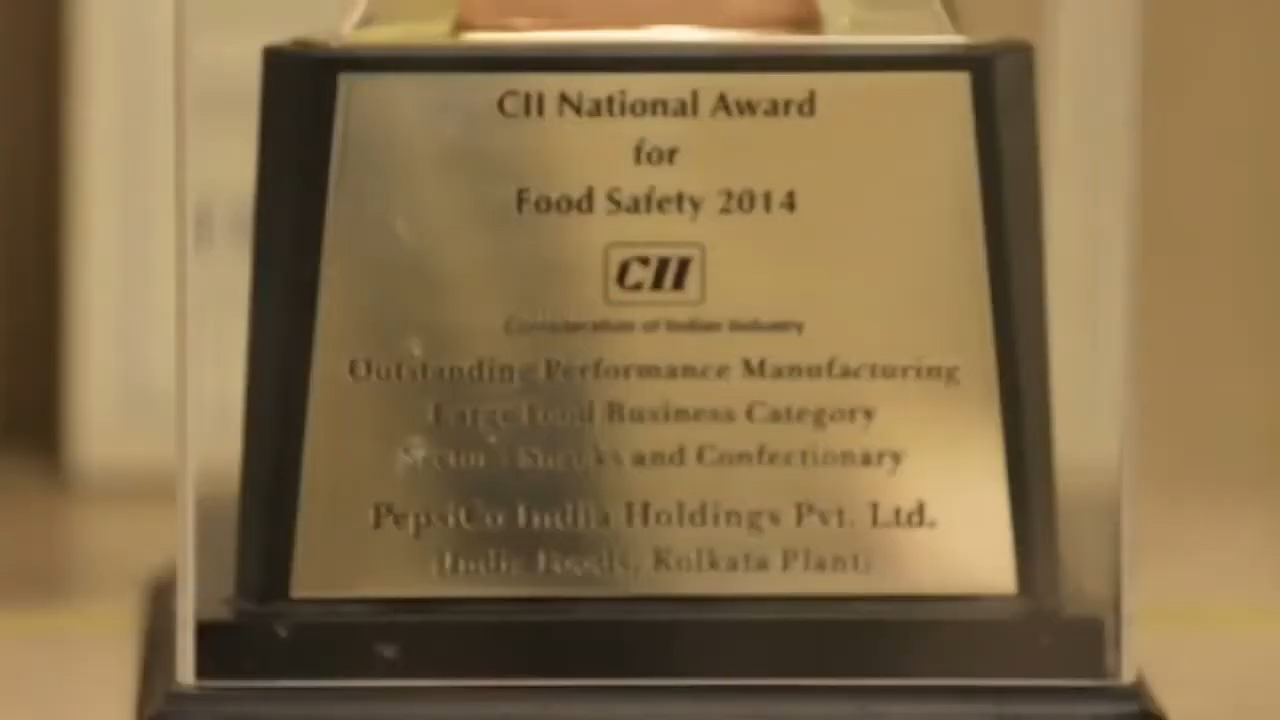 CII National Award
for
Food Safety 2014
CII
Confederation of Indian Industry
Outstanding Performance Manufacturing
Large Food Business Category
Snacks and Confectionary
PepsiCo India Holdings Pvt. Ltd.
Foods, Kolkata Plant)